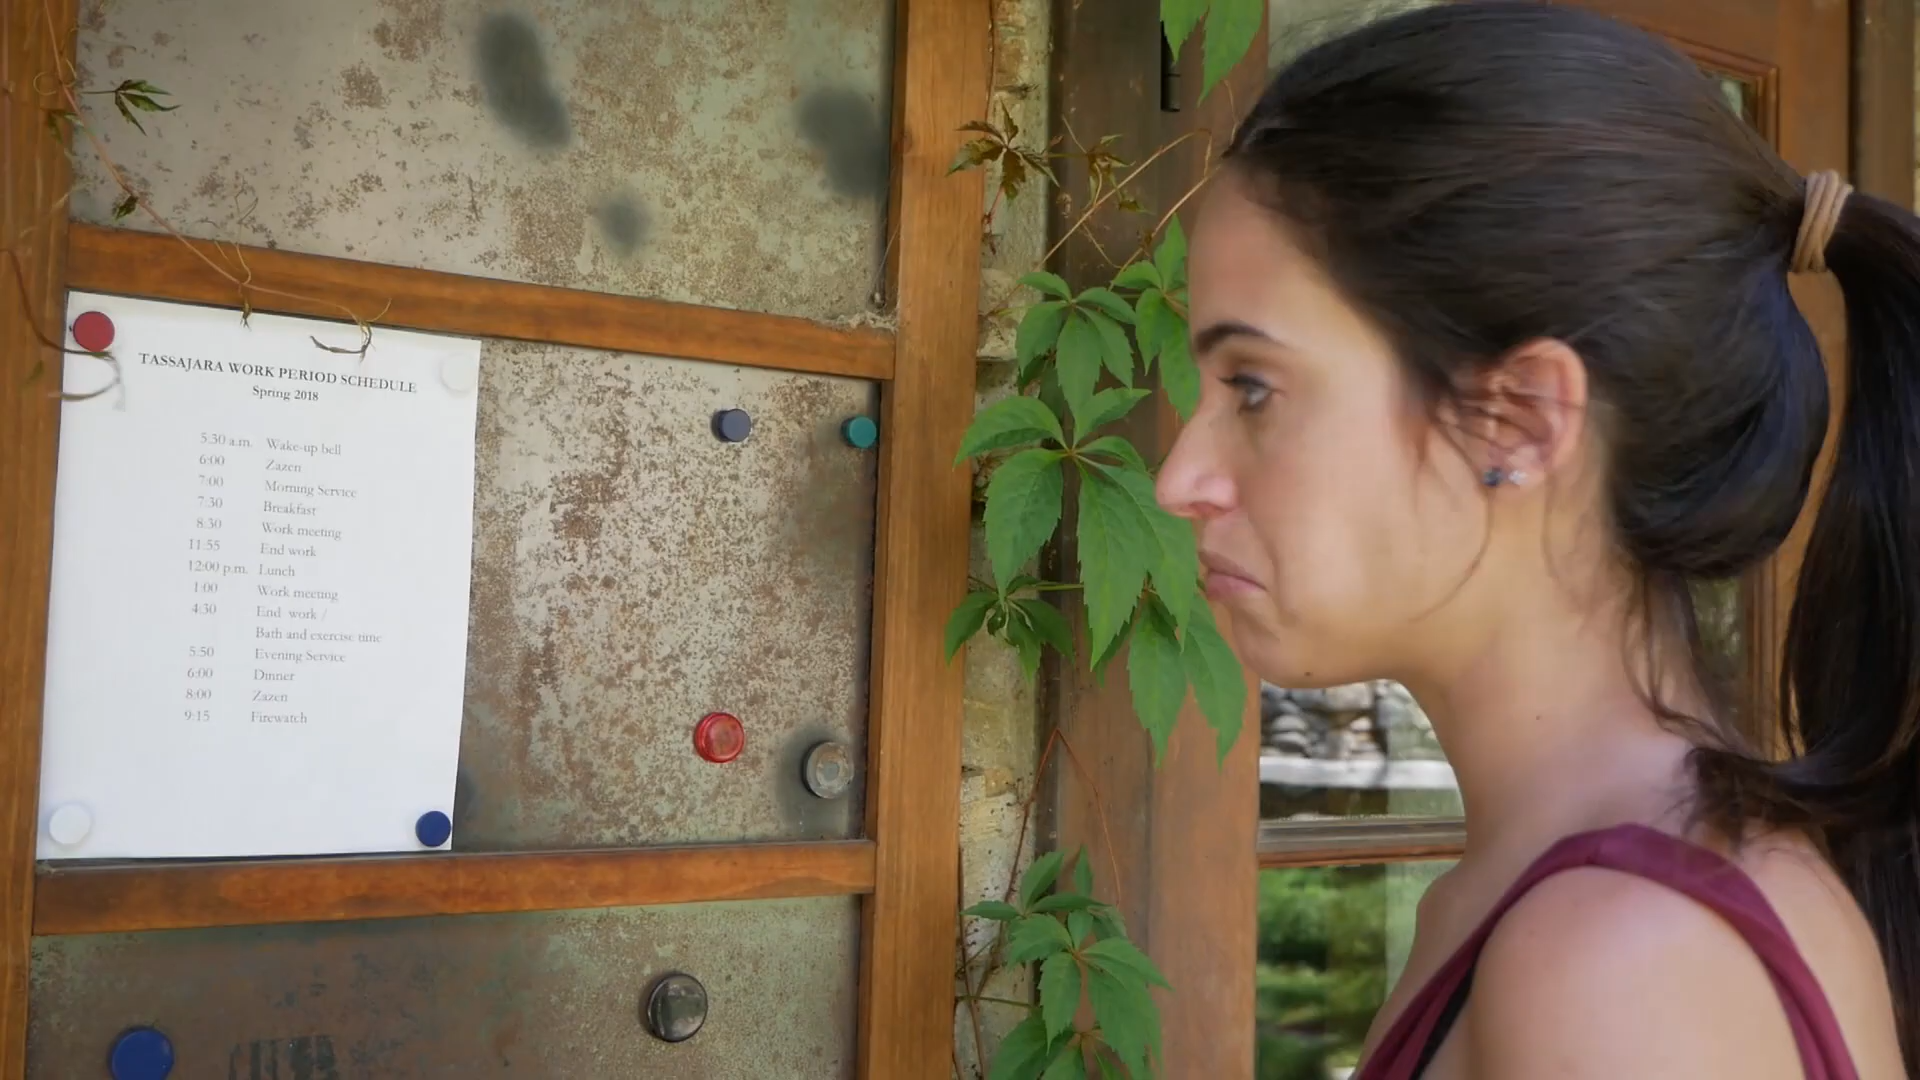 TASSAJARA WORK PERIOD SCHEDULE
Spring 2018
5:30 a.m. Wake-up bell
6:00 Zazen
7:00 Morning Service
7:30 Breakfast
8:30 Work meeting
11:55 End work
12:00 p.m. Lunch
1:00 Work meeting
4:30 End work /
Bath and exercise time
5:50 Evening Service
6:00 Dinner
8:00 Zazen
9:15 Firewatch